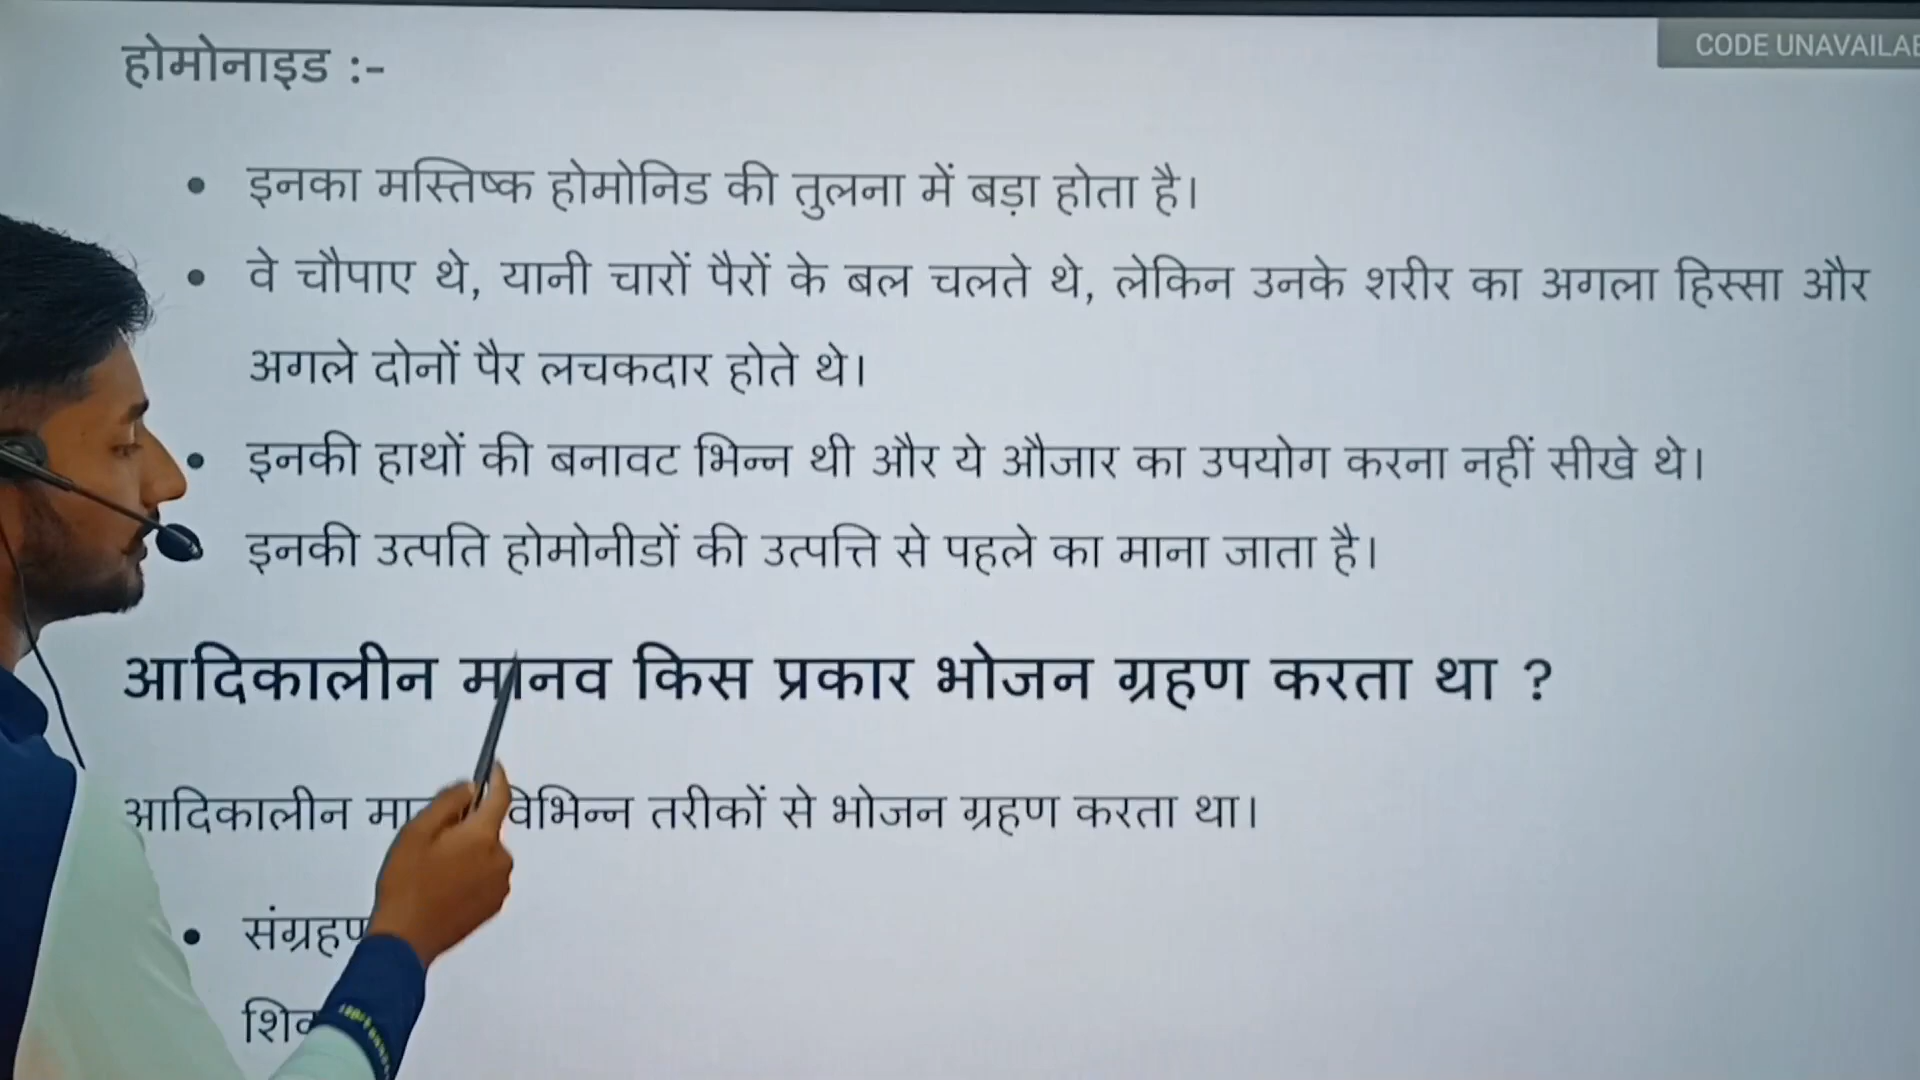 होमोनाइड :-
CODE UNAVAILAB
• इनका मस्तिष्क होमोनिड की तुलना में बड़ा होता है।
• वे चौपाए थे, यानी चारों पैरों के बल चलते थे, लेकिन उनके शरीर का अगला हिस्सा और
अगले दोनों पैर लचकदार होते थे।
• इनकी हाथों की बनावट भिन्न थी और ये औजार का उपयोग करना नहीं सीखे थे।
इनकी उत्पति होमोनीडों की उत्पत्ति से पहले का माना जाता है।
आदिकालीन मानव किस प्रकार भोजन ग्रहण करता था ?
आदिकालीन विभिन्न तरीकों से भोजन ग्रहण करता था।
• संग्रहण